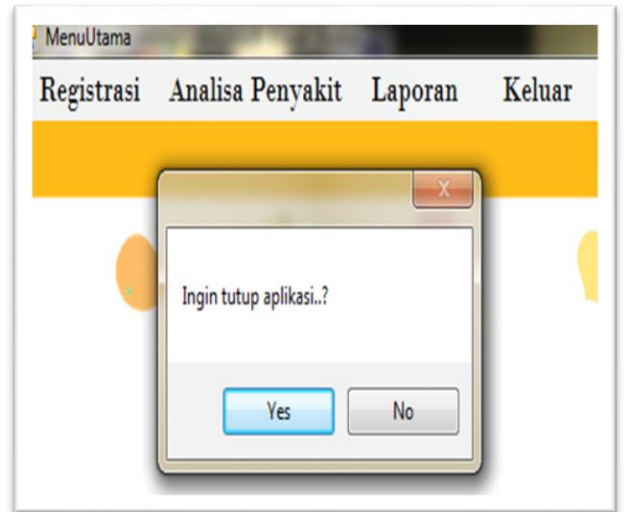 MenuUtama
Registrasi Analisa Penyakit Laporan Keluar
X
Ingin tutup aplikasi..?
Yes No